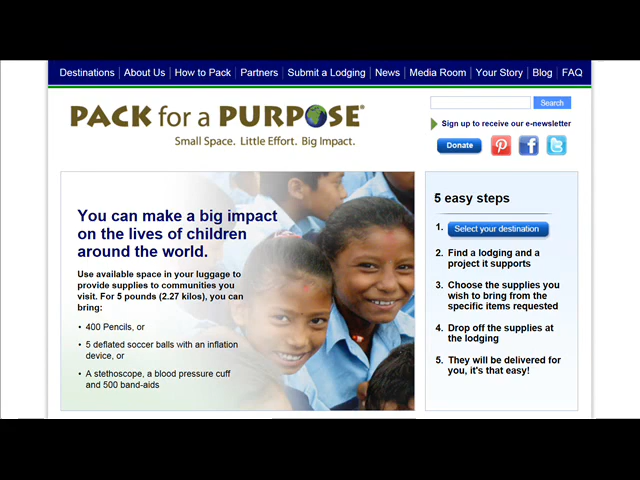 Destinations About Us How to Pack Partners Submit a Lodging News Media Room Your Story Blog FAQ
PACK for a PURPOSE®
Small Space. Little Effort. Big Impact.
Search
Sign up to receive our e-newsletter
Donate
You can make a big impact
on the lives of children
around the world.
Use available space in your luggage to
provide supplies to communities you
visit. For 5 pounds (2.27 kilos), you can
bring:
• 400 Pencils, or
• 5 deflated soccer balls with an inflation
device, or
• A stethoscope, a blood pressure cuff
and 500 band-aids
5 easy steps
1. Select your destination
2. Find a lodging and a
project it supports
3. Choose the supplies you
wish to bring from the
specific items requested
4. Drop off the supplies at
the lodging
5. They will be delivered for
you, it's that easy!